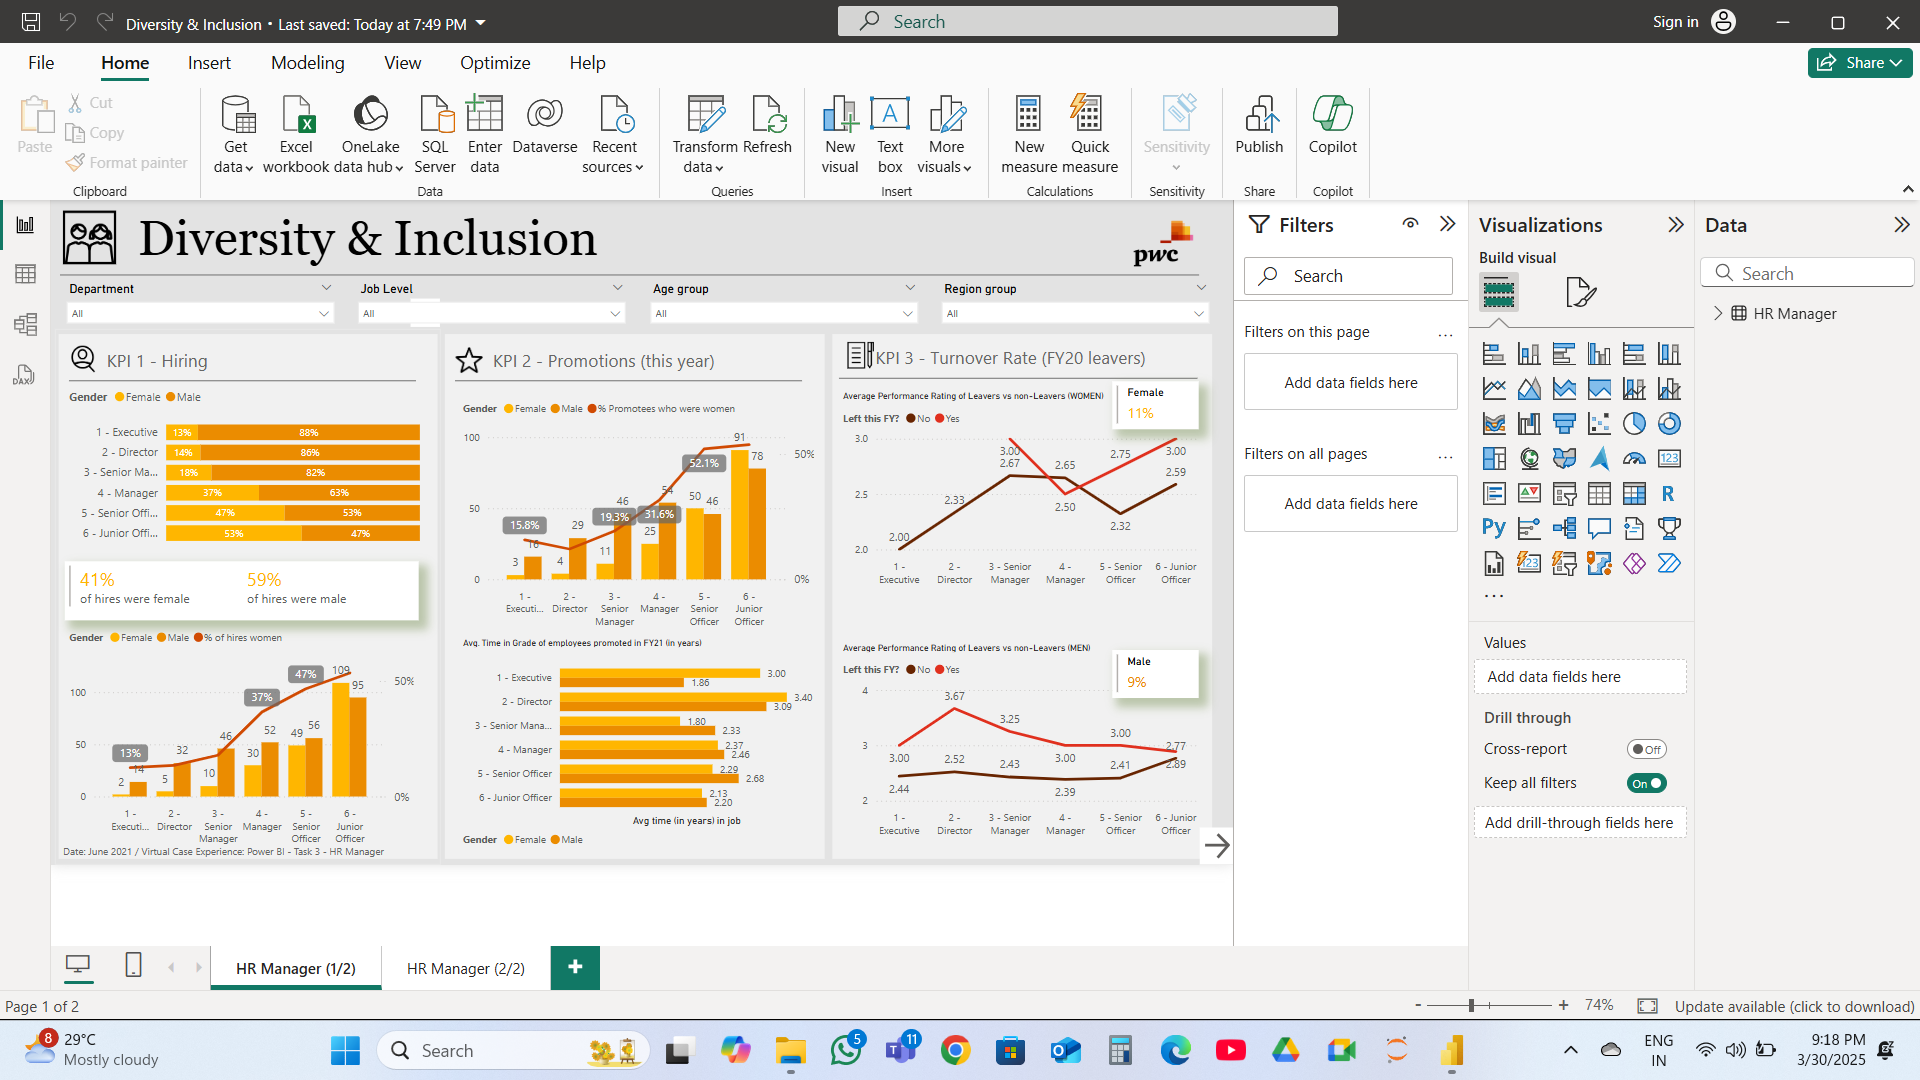 Diversity & Inclusion • Last saved: Today at 7:49 PM
Search
Sign in
File
Home
Insert
Modeling
View
Optimize
Help
Share
Paste
Cut
Copy
Format painter
Clipboard
Get data
Excel workbook
OneLake data hub
SQL Server
Enter data
Dataverse
Recent sources
Data
Transform data
Refresh
Queries
New visual
Text box
More visuals
Insert
New measure
Quick measure
Calculations
Sensitivity
Sensitivity
Publish
Share
Copilot
Copilot
DAX
Diversity & Inclusion
pwc
Department
All
Job Level
All
Age group
All
Region group
All
KPI 1 - Hiring
Gender Female Male
1 - Executive 13% 88%
2 - Director 14% 86%
3 - Senior Ma... 18% 82%
4 - Manager 37% 63%
5 - Senior Offi... 47% 53%
6 - Junior Offi... 53% 47%
41%
of hires were female
59%
of hires were male
Gender Female Male % of hires women
100
50
0
50%
0%
13%
37%
47%
2 14
5 32
10 46
30 52
49 56
109 95
1 - Executi...
2 - Director
3 - Senior Manager
4 - Manager
5 - Senior Officer
6 - Junior Officer
Date: June 2021 / Virtual Case Experience: Power BI - Task 3 - HR Manager
KPI 2 - Promotions (this year)
Gender Female Male % Promotees who were women
100
50
0
50%
0%
15.8%
19.3%
31.6%
52.1%
3 16
4 29
11 46
25 54
50 46
91 78
1 - Executi...
2 - Director
3 - Senior Manager
4 - Manager
5 - Senior Officer
6 - Junior Officer
Avg. Time in Grade of employees promoted in FY21 (in years)
1 - Executive 3.00 1.86
2 - Director 3.40 3.09
3 - Senior Mana... 1.80 2.33
4 - Manager 2.37 2.46
5 - Senior Officer 2.29 2.68
6 - Junior Officer 2.13 2.20
Avg time (in years) in job
Gender Female Male
KPI 3 - Turnover Rate (FY20 leavers)
Average Performance Rating of Leavers vs non-Leavers (WOMEN)
Left this FY? No Yes
Female
11%
3.0
2.5
2.0
2.00
2.33
3.00
2.67
2.65
2.50
2.75
2.32
3.00
2.59
1 - Executive
2 - Director
3 - Senior Manager
4 - Manager
5 - Senior Officer
6 - Junior Officer
Average Performance Rating of Leavers vs non-Leavers (MEN)
Left this FY? No Yes
Male
9%
4
3
2
3.00
2.44
3.67
2.52
3.25
2.43
3.00
2.39
3.00
2.41
2.77
2.89
1 - Executive
2 - Director
3 - Senior Manager
4 - Manager
5 - Senior Officer
6 - Junior Officer
Filters
Search
Filters on this page ...
Add data fields here
Filters on all pages ...
Add data fields here
Visualizations
Build visual
123
R
Py
123
...
Values
Add data fields here
Drill through
Cross-report Off
Keep all filters On
Add drill-through fields here
Data
Search
HR Manager
HR Manager (1/2)
HR Manager (2/2)
+
Page 1 of 2
- + 74%
Update available (click to download)
8
29°C
Mostly cloudy
Search
5
11
ENG
IN
9:18 PM
3/30/2025